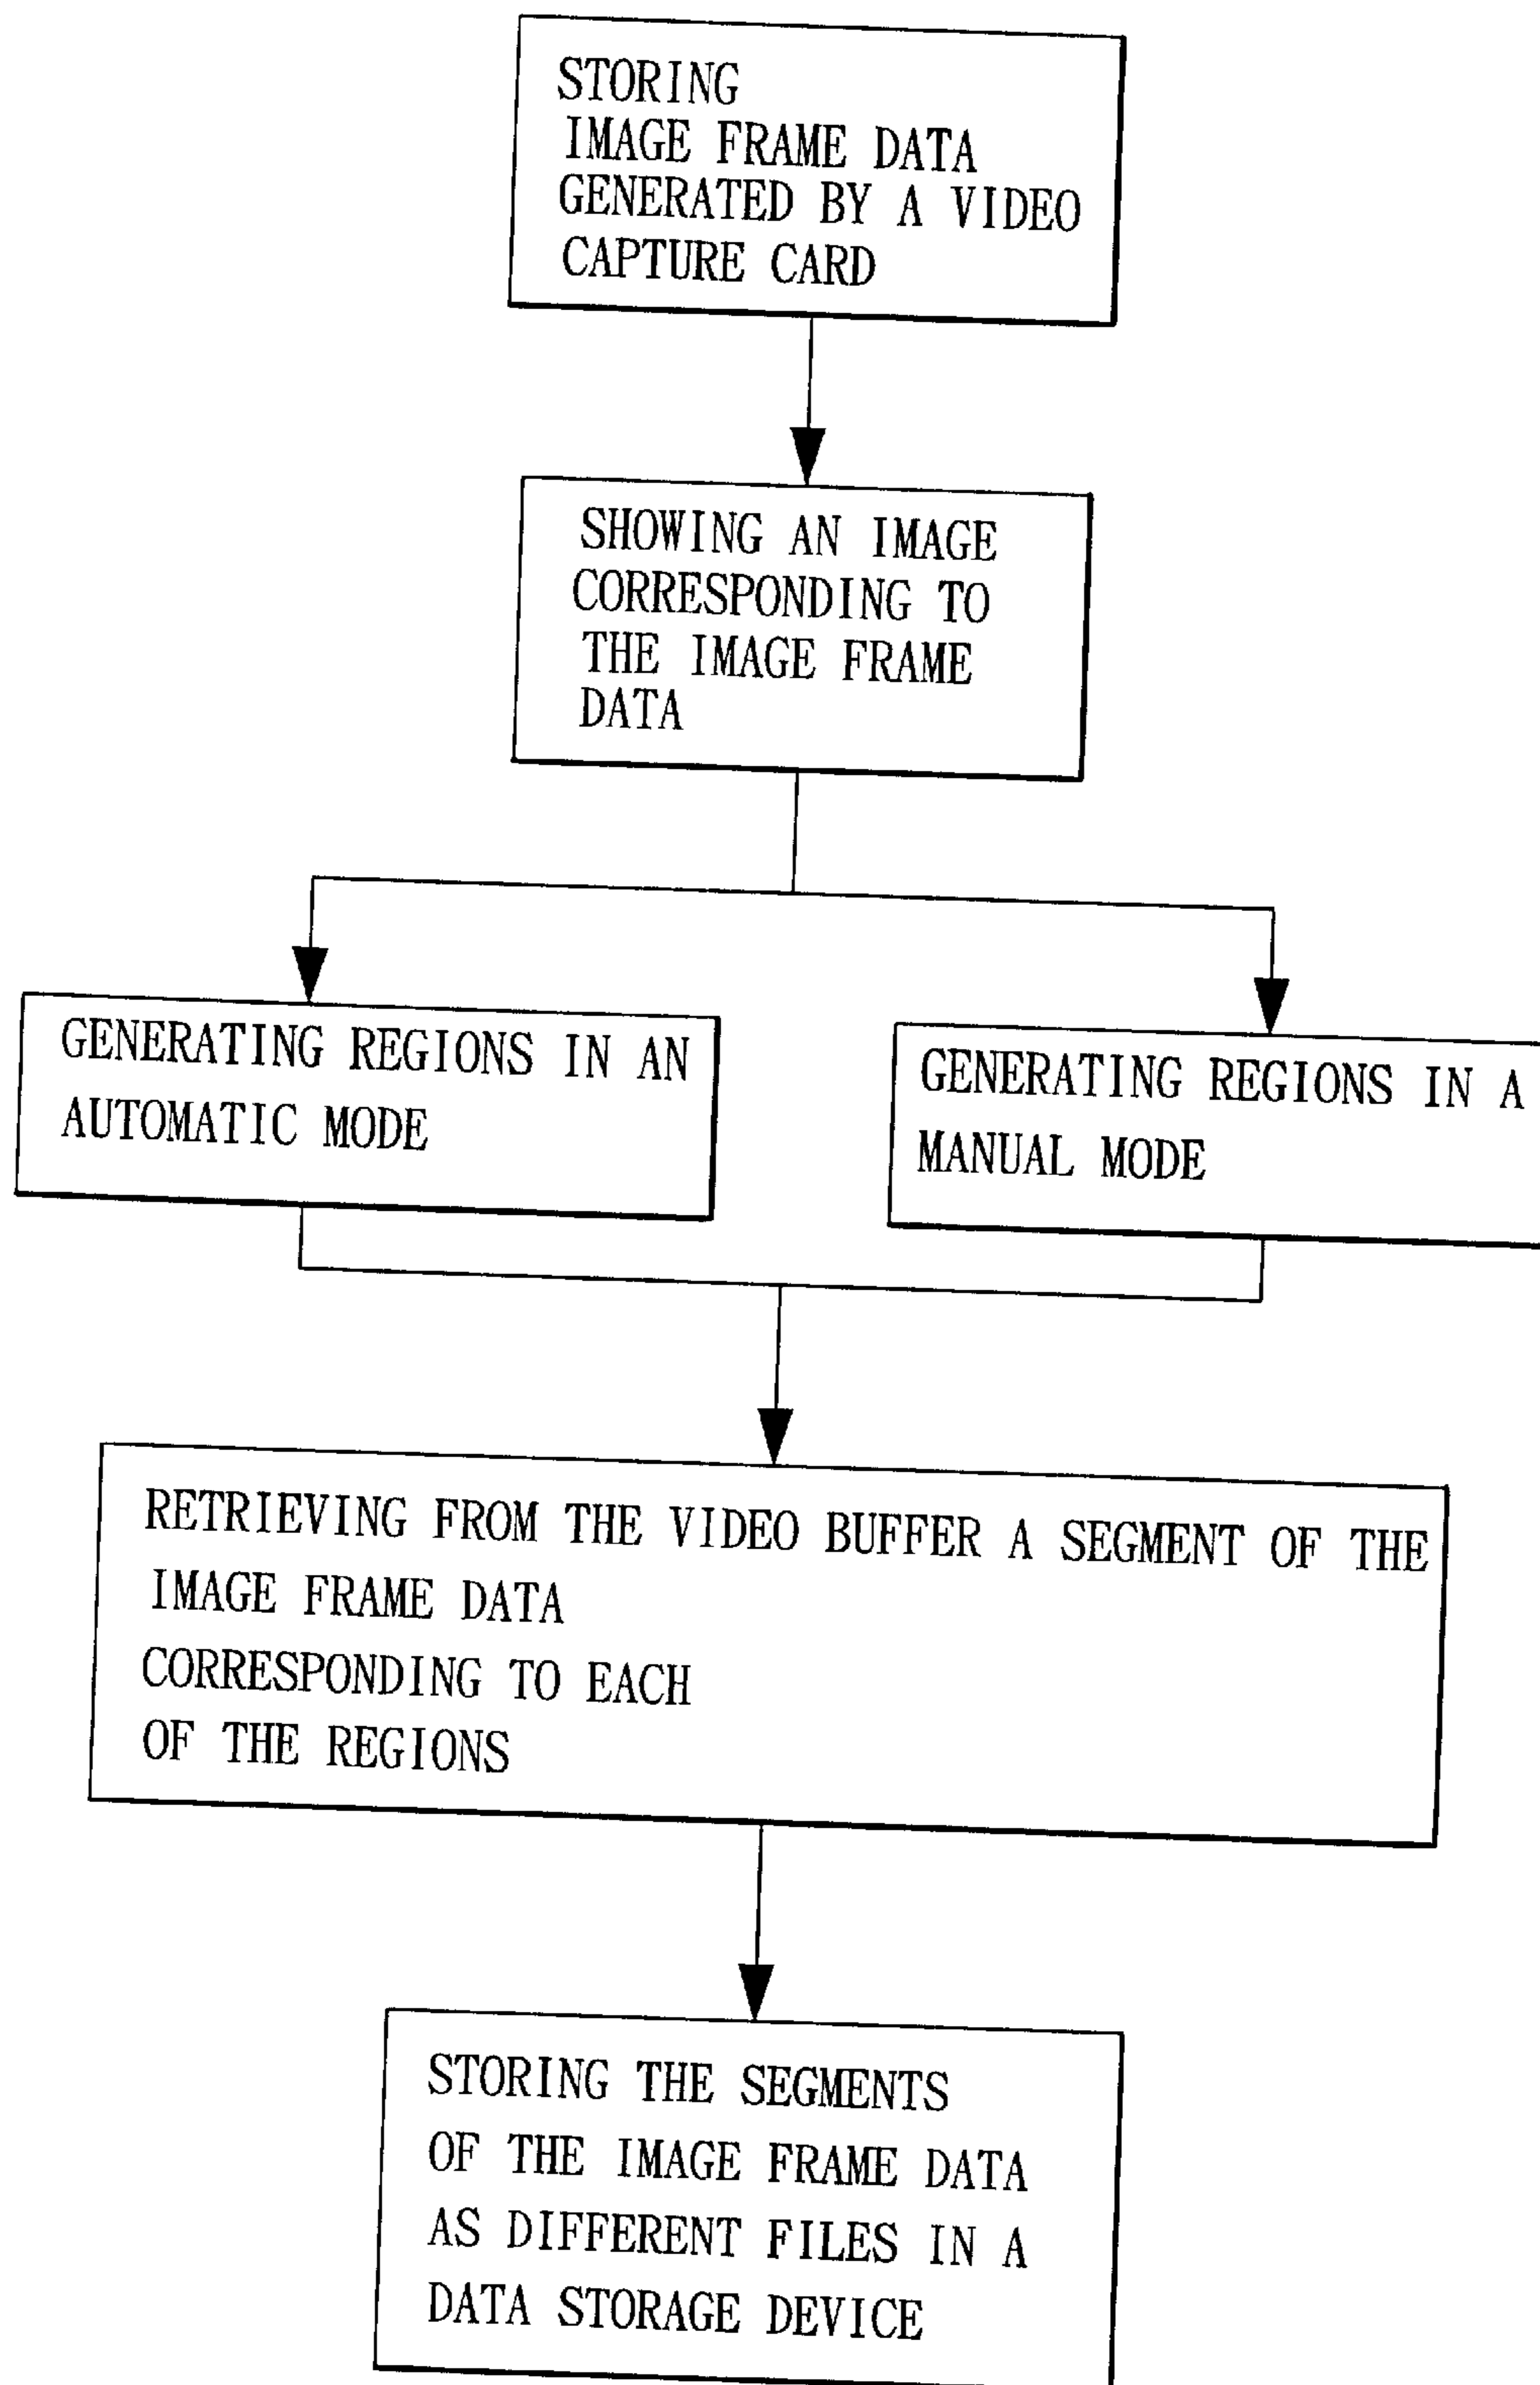 STORING
IMAGE FRAME DATA
GENERATED BY A VIDEO
CAPTURE CARD
SHOWING AN IMAGE
CORRESPONDING TO
THE IMAGE FRAME
DATA
GENERATING REGIONS IN AN
AUTOMATIC MODE
GENERATING REGIONS IN A
MANUAL MODE
RETRIEVING FROM THE VIDEO BUFFER A SEGMENT OF THE
IMAGE FRAME DATA
CORRESPONDING TO EACH
OF THE REGIONS
STORING THE SEGMENTS
OF THE IMAGE FRAME DATA
AS DIFFERENT FILES IN A
DATA STORAGE DEVICE